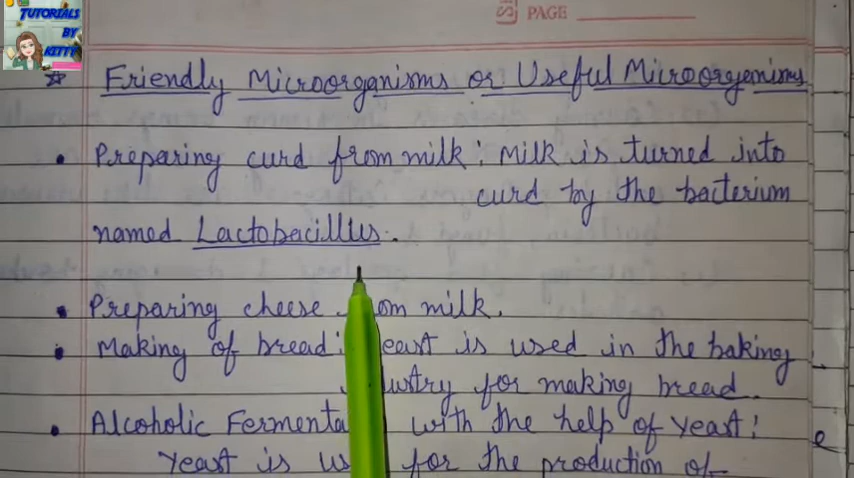 TUTORIALS
BY
KITTY
PAGE
Friendly Microorganisms or Useful Microorganisms
• Preparing curd from milk : Milk is turned into
curd by the bacterium
named Lactobacillus.
• Preparing cheese om milk.
• Making of bread : east is used in the baking
ustry for making bread.
• Alcoholic Fermenta with the help of yeast :
Yeast is us for the production of